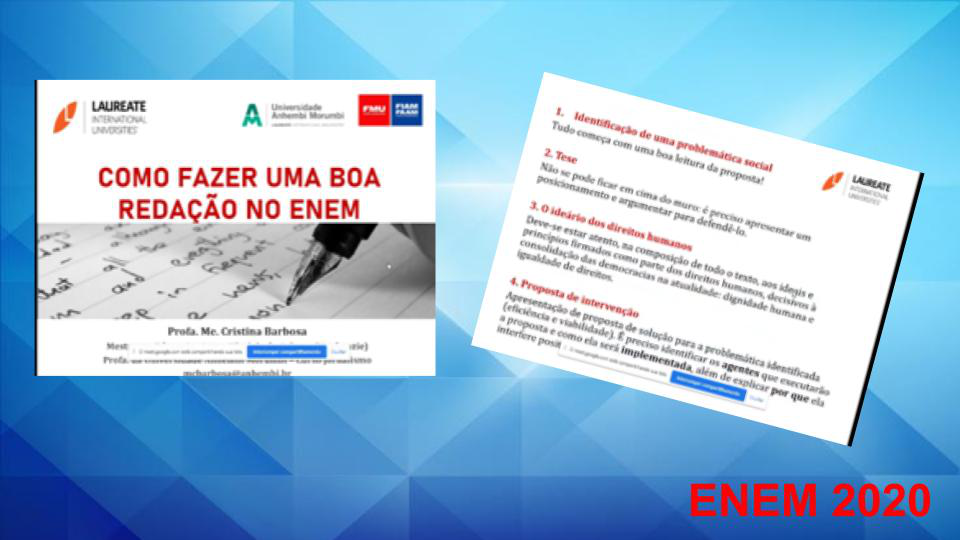 LAUREATE
INTERNATIONAL
UNIVERSITIES
Universidade
Anhembi Morumbi
FMU
FIAM
FAAM
COMO FAZER UMA BOA
REDAÇÃO NO ENEM
Profa. Me. Cristina Barbosa
mcbarbosa@anhembi.br
LAUREATE
INTERNATIONAL
UNIVERSITIES
1. Identificação de uma problemática social
Tudo começa com uma boa leitura da proposta!
2. Tese
Não se pode ficar em cima do muro: é preciso apresentar um
posicionamento e argumentar para defendê-lo.
3. O ideário dos direitos humanos
Deve-se estar atento, na composição de todo o texto, aos ideais e
princípios firmados como parte dos direitos humanos, decisivos à
consolidação das democracias na atualidade: dignidade humana e
igualdade de direitos.
4. Proposta de intervenção
Apresentação de proposta de solução para a problemática identificada
(eficiência e viabilidade). É preciso identificar os agentes que executarão
a proposta e como ela será implementada, além de explicar por que ela
interfere
ENEM 2020